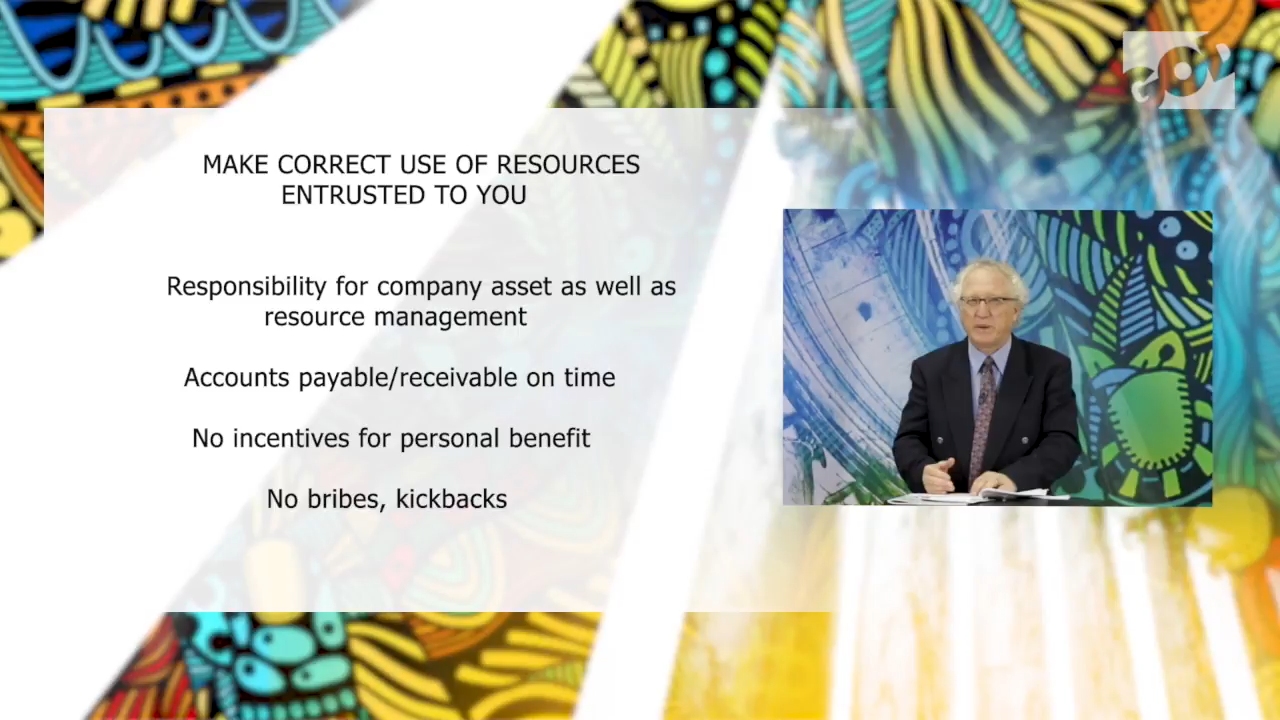 MAKE CORRECT USE OF RESOURCES
ENTRUSTED TO YOU
Responsibility for company asset as well as
resource management
Accounts payable/receivable on time
No incentives for personal benefit
No bribes, kickbacks